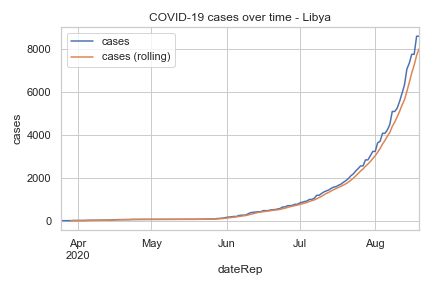 COVID-19 cases over time - Libya
cases
cases (rolling)
8000
6000
4000
2000
0
cases
Apr
2020
May
Jun
Jul
Aug
dateRep